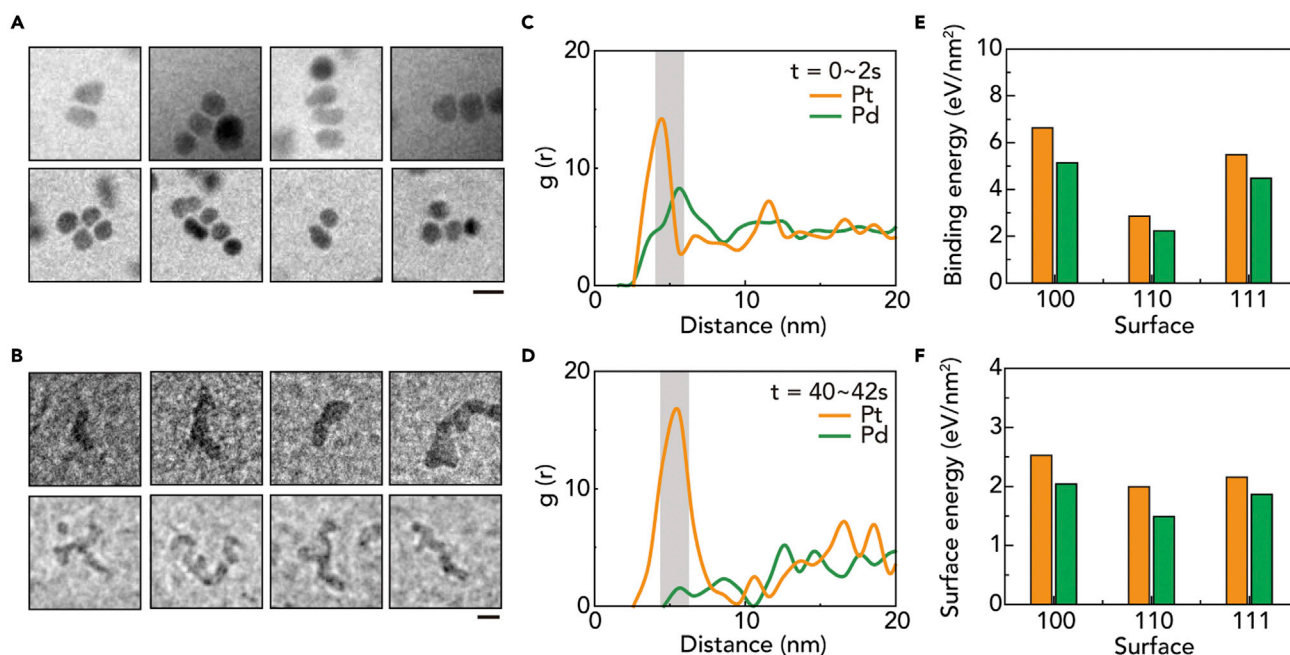 A
B
C
20
10
0
g (r)
t = 0~2s
Pt
Pd
0
10
20
Distance (nm)
D
20
10
0
g (r)
t = 40~42s
Pt
Pd
0
10
20
Distance (nm)
E
10
8
6
4
2
0
Binding energy (eV/nm²)
100
110
111
Surface
F
4
3
2
1
0
Surface energy (eV/nm²)
100
110
111
Surface